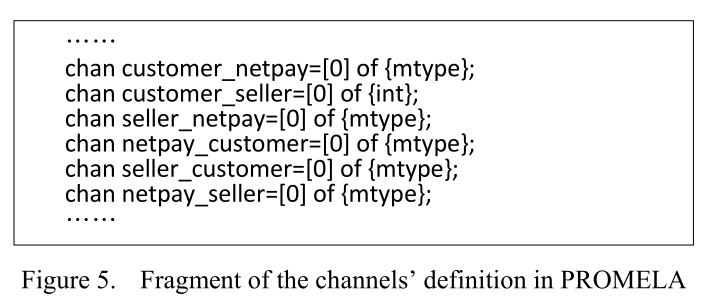 ……
chan customer_netpay=[0] of {mtype};
chan customer_seller=[0] of {int};
chan seller_netpay=[0] of {mtype};
chan netpay_customer=[0] of {mtype};
chan seller_customer=[0] of {mtype};
chan netpay_seller=[0] of {mtype};
……
Figure 5. Fragment of the channels’ definition in PROMELA